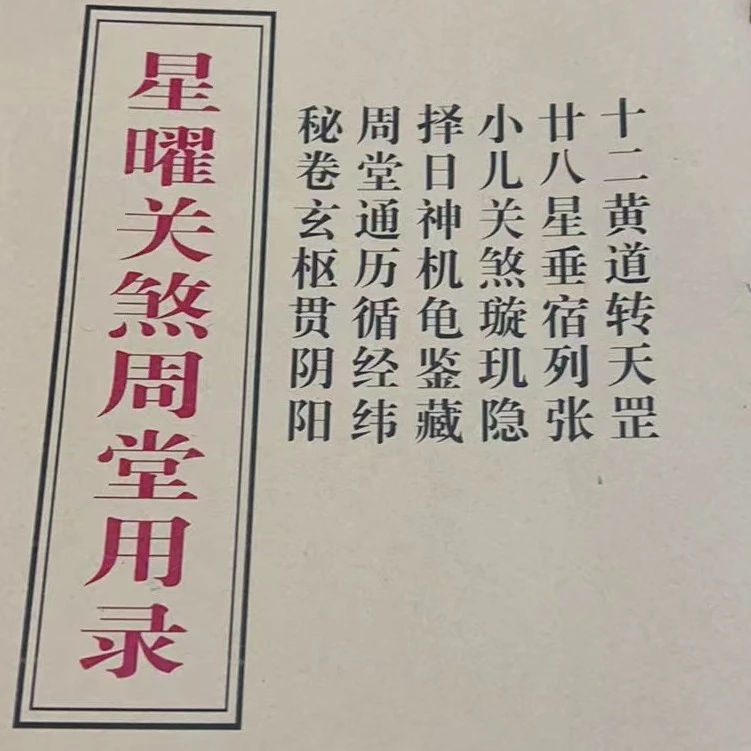 十二黄道转天罡
廿八星垂宿列张
小儿关煞璇玑隐
择日神机龟鉴藏
周堂通历循经纬
秘卷玄枢贯阴阳
星曜关煞周堂用录